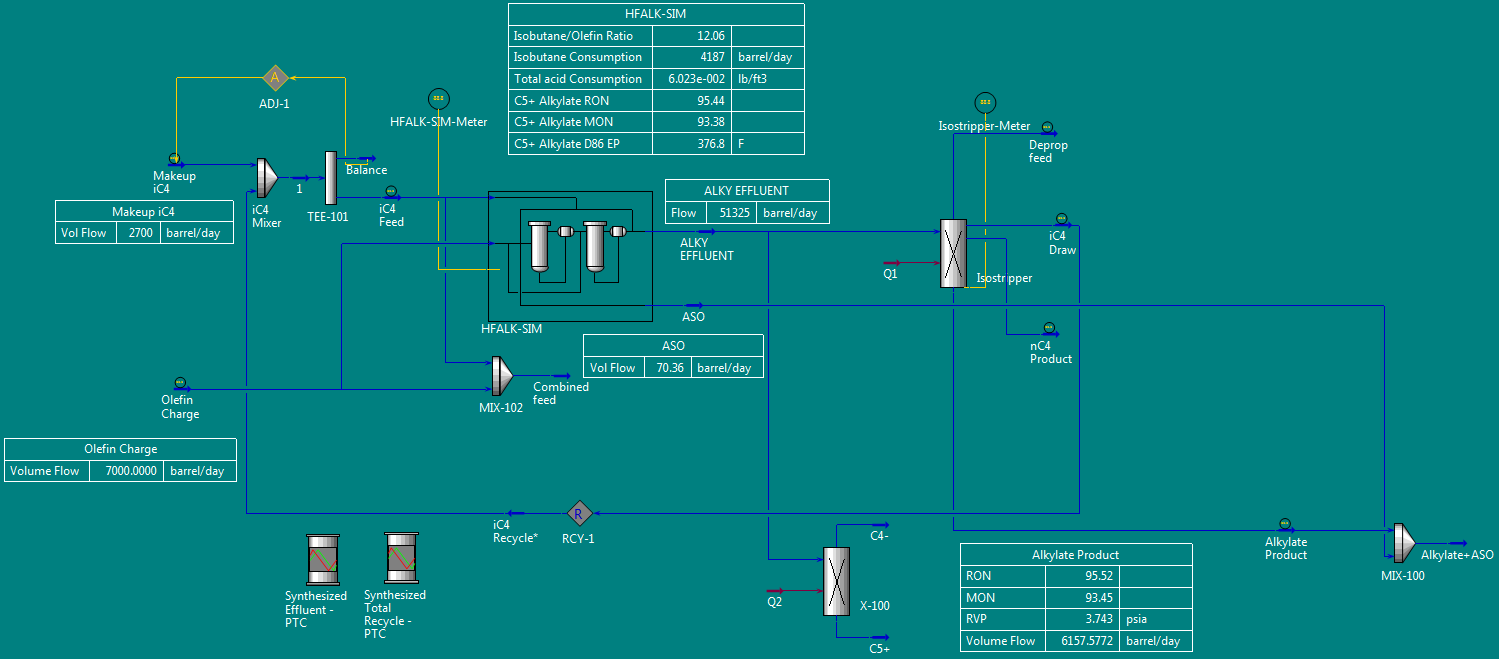 HFALK-SIM
Isobutane/Olefin Ratio 12.06
Isobutane Consumption 4187 barrel/day
Total acid Consumption 6.023e-002 lb/ft3
C5+ Alkylate RON 95.44
C5+ Alkylate MON 93.38
C5+ Alkylate D86 EP 376.8 F
A
ADJ-1
HFALK-SIM-Meter
Isostripper-Meter
Deprop
feed
Makeup
iC4
Balance
1
TEE-101
iC4
Mixer
iC4
Feed
Makeup iC4
Vol Flow 2700 barrel/day
ALKY EFFLUENT
Flow 51325 barrel/day
ALKY
EFFLUENT
iC4
Draw
Q1
Isostripper
ASO
HFALK-SIM
nC4
Product
ASO
Vol Flow 70.36 barrel/day
Olefin
Charge
Combined
feed
MIX-102
Olefin Charge
Volume Flow 7000.0000 barrel/day
iC4
Recycle*
R
RCY-1
C4-
Alkylate
Product
Alkylate+ASO
MIX-100
Synthesized
Effluent -
PTC
Synthesized
Total
Recycle -
PTC
Q2
X-100
C5+
Alkylate Product
RON 95.52
MON 93.45
RVP 3.743 psia
Volume Flow 6157.5772 barrel/day